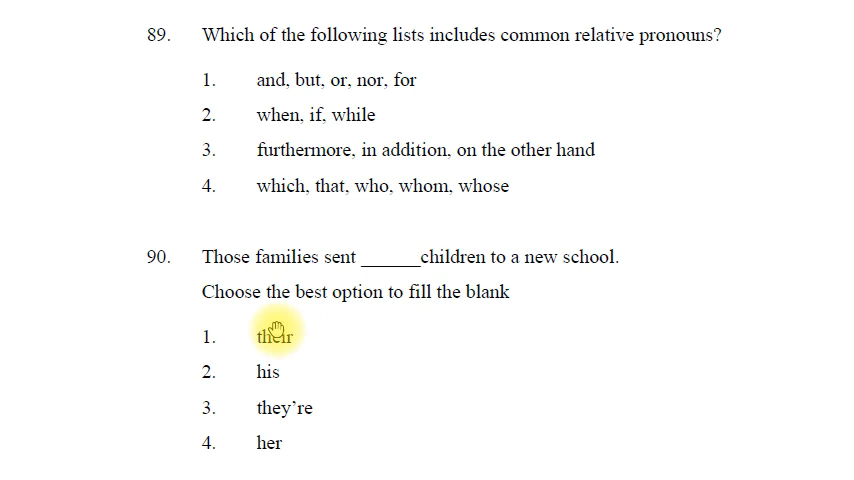 89. Which of the following lists includes common relative pronouns?
1. and, but, or, nor, for
2. when, if, while
3. furthermore, in addition, on the other hand
4. which, that, who, whom, whose
90. Those families sent ______children to a new school.
Choose the best option to fill the blank
1. their
2. his
3. they’re
4. her